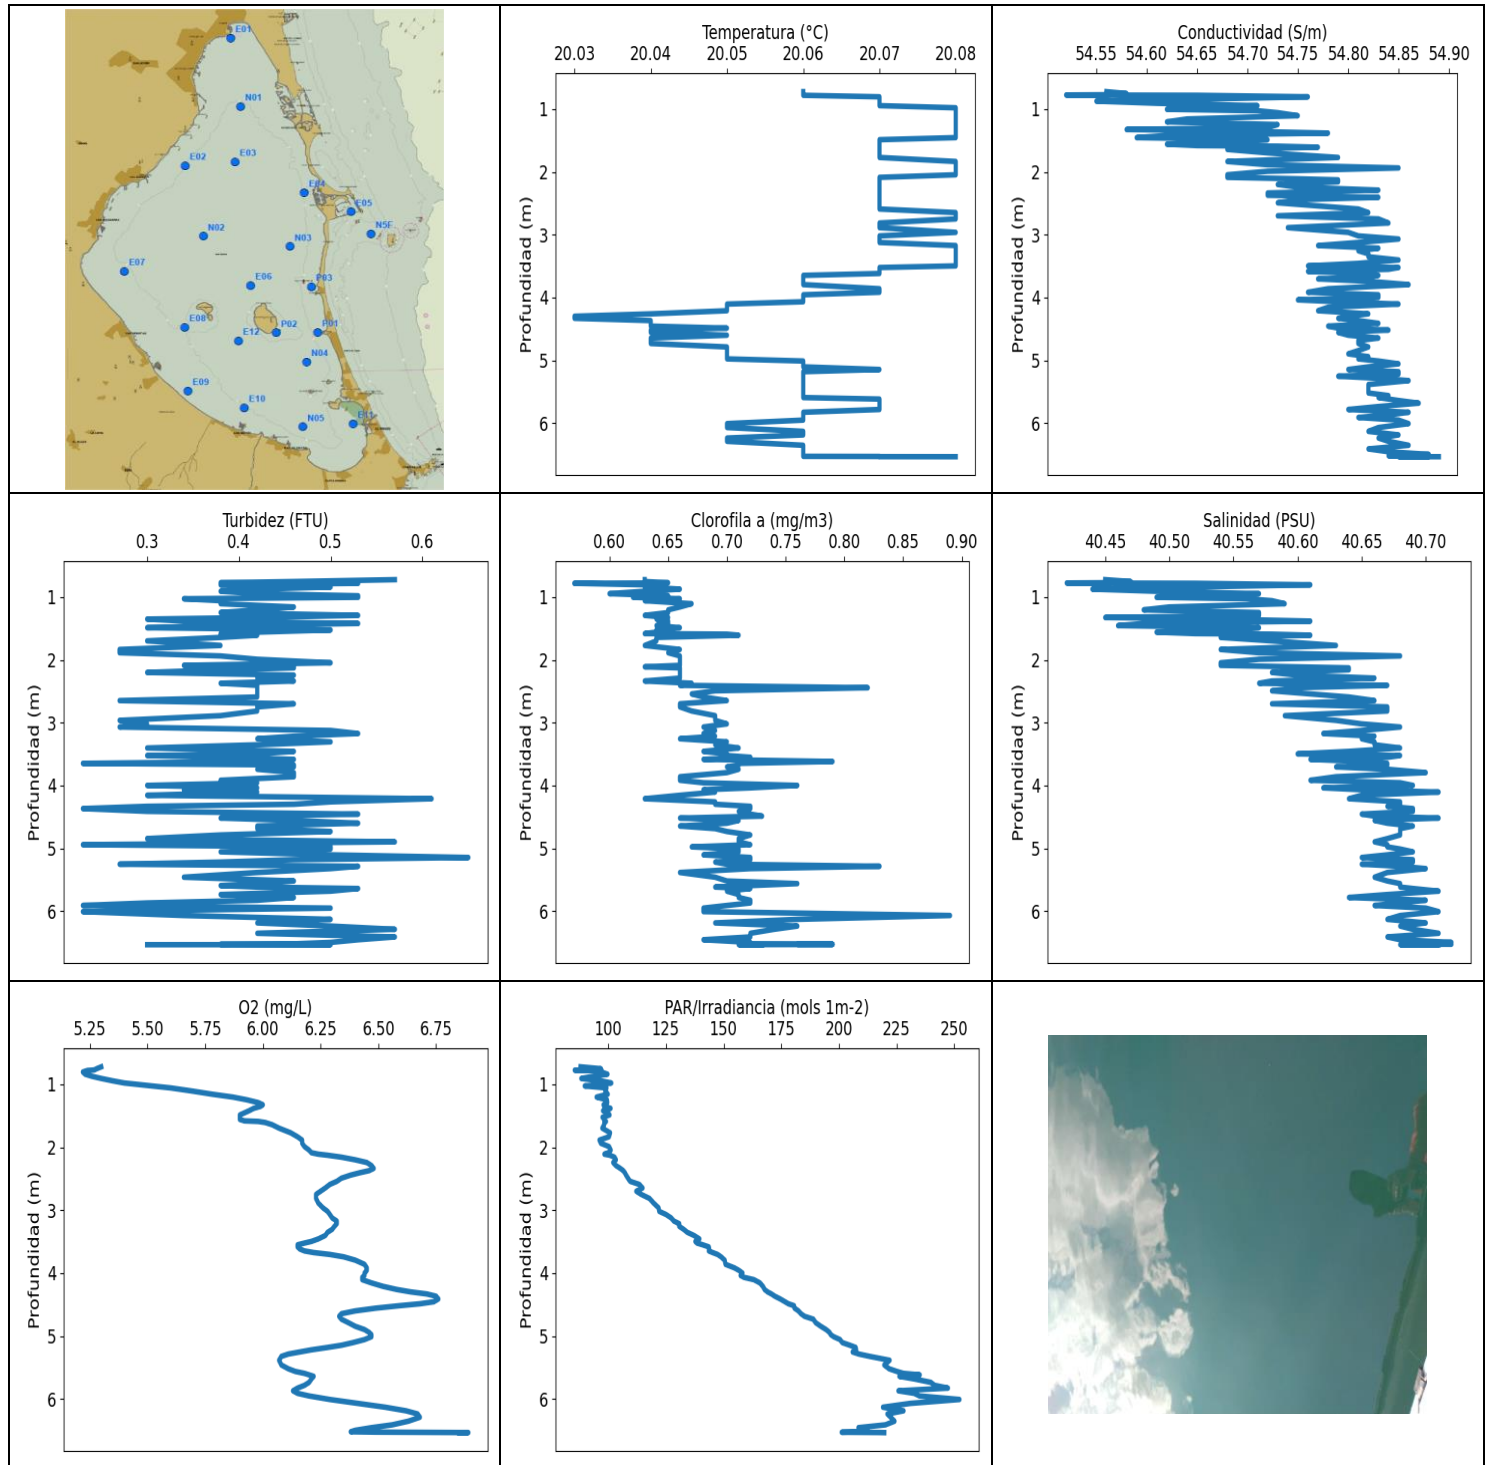 E01
N01
E02
E03
E04
E05
N5E
N02
N03
E07
E06
P03
E08
E12
P02
P01
N04
E09
E10
N05
E11
Temperatura (°C)
20.03 20.04 20.05 20.06 20.07 20.08
Profundidad (m)
1
2
3
4
5
6
Conductividad (S/m)
54.55 54.60 54.65 54.70 54.75 54.80 54.85 54.90
Profundidad (m)
1
2
3
4
5
6
Turbidez (FTU)
0.3 0.4 0.5 0.6
Profundidad (m)
1
2
3
4
5
6
Clorofila a (mg/m3)
0.60 0.65 0.70 0.75 0.80 0.85 0.90
Profundidad (m)
1
2
3
4
5
6
Salinidad (PSU)
40.45 40.50 40.55 40.60 40.65 40.70
Profundidad (m)
1
2
3
4
5
6
O2 (mg/L)
5.25 5.50 5.75 6.00 6.25 6.50 6.75
Profundidad (m)
1
2
3
4
5
6
PAR/Irradiancia (mols 1m-2)
100 125 150 175 200 225 250
Profundidad (m)
1
2
3
4
5
6